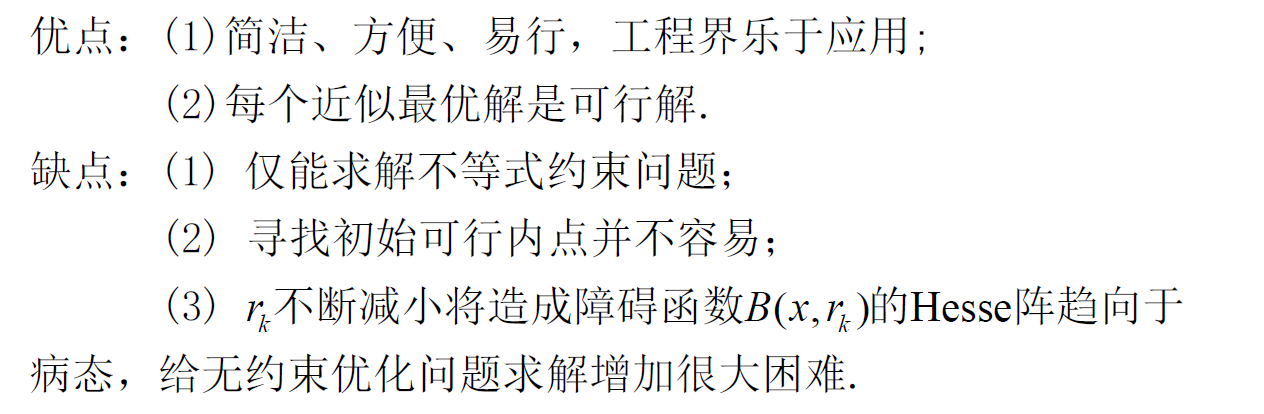 优点：(1)简洁、方便、易行，工程界乐于应用；
(2)每个近似最优解是可行解.
缺点：(1) 仅能求解不等式约束问题；
(2) 寻找初始可行内点并不容易；
(3) r_k不断减小将造成障碍函数B(x,r_k)的Hesse阵趋向于
病态，给无约束优化问题求解增加很大困难.